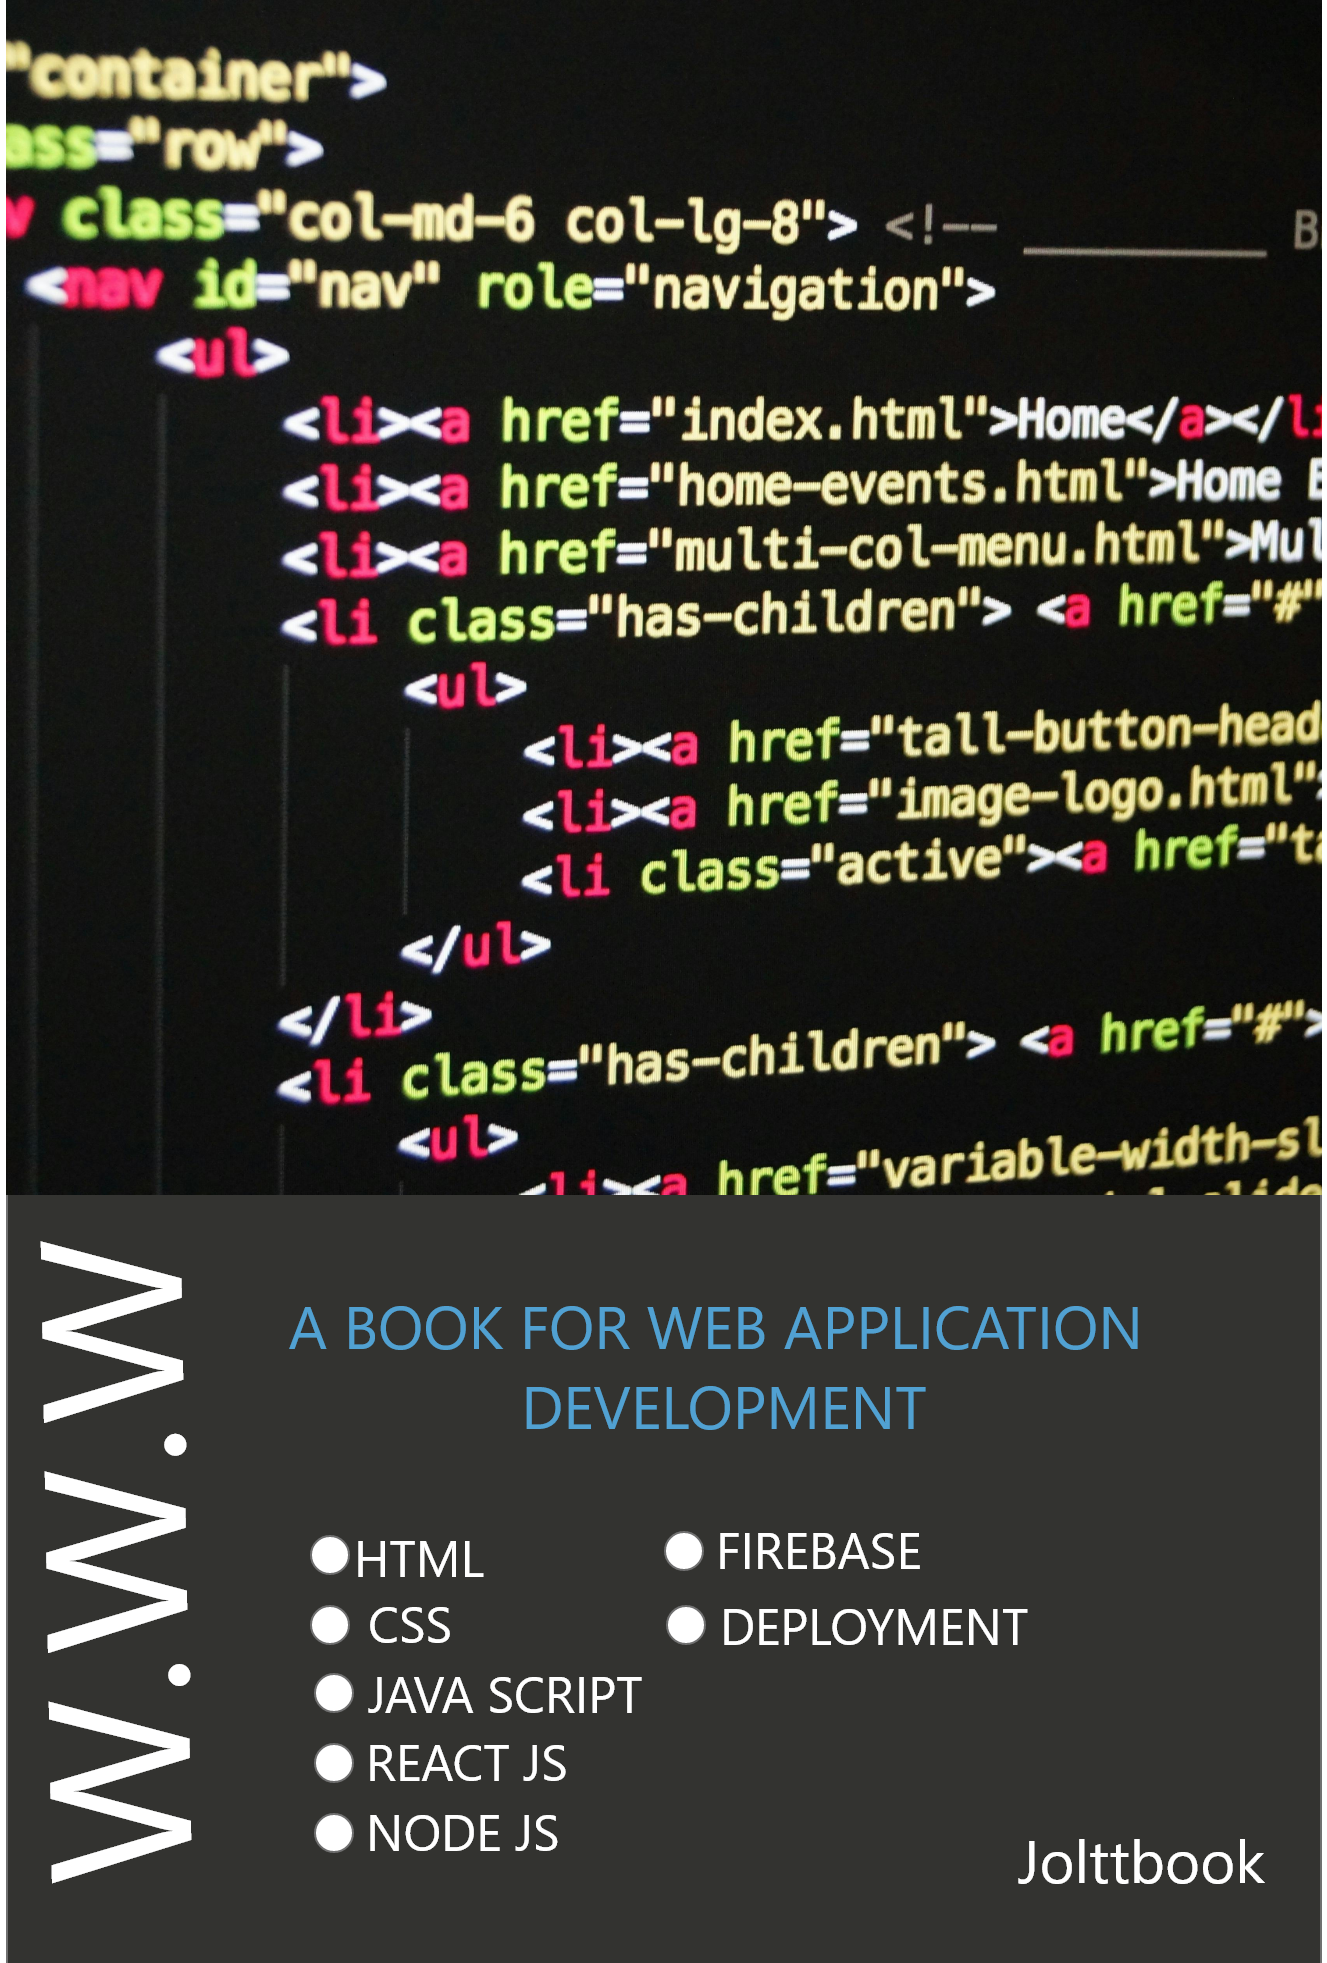 "container">
ass="row">
v class="col-md-6 col-lg-8"> <!-- __________ B
<nav id="nav" role="navigation">
<ul>
<li><a href="index.html">Home</a></li
<li><a href="home-events.html">Home E
<li><a href="multi-col-menu.html">Mul
<li class="has-children"> <a href="#"
<ul>
<li><a href="tall-button-head
<li><a href="image-logo.html"
<li class="active"><a href="ta
</ul>
</li>
<li class="has-children"> <a href="#">
<ul>
<li><a href="variable-width-sl
W.W.W
A BOOK FOR WEB APPLICATION
DEVELOPMENT
HTML
CSS
JAVA SCRIPT
REACT JS
NODE JS
FIREBASE
DEPLOYMENT
Jolttbook